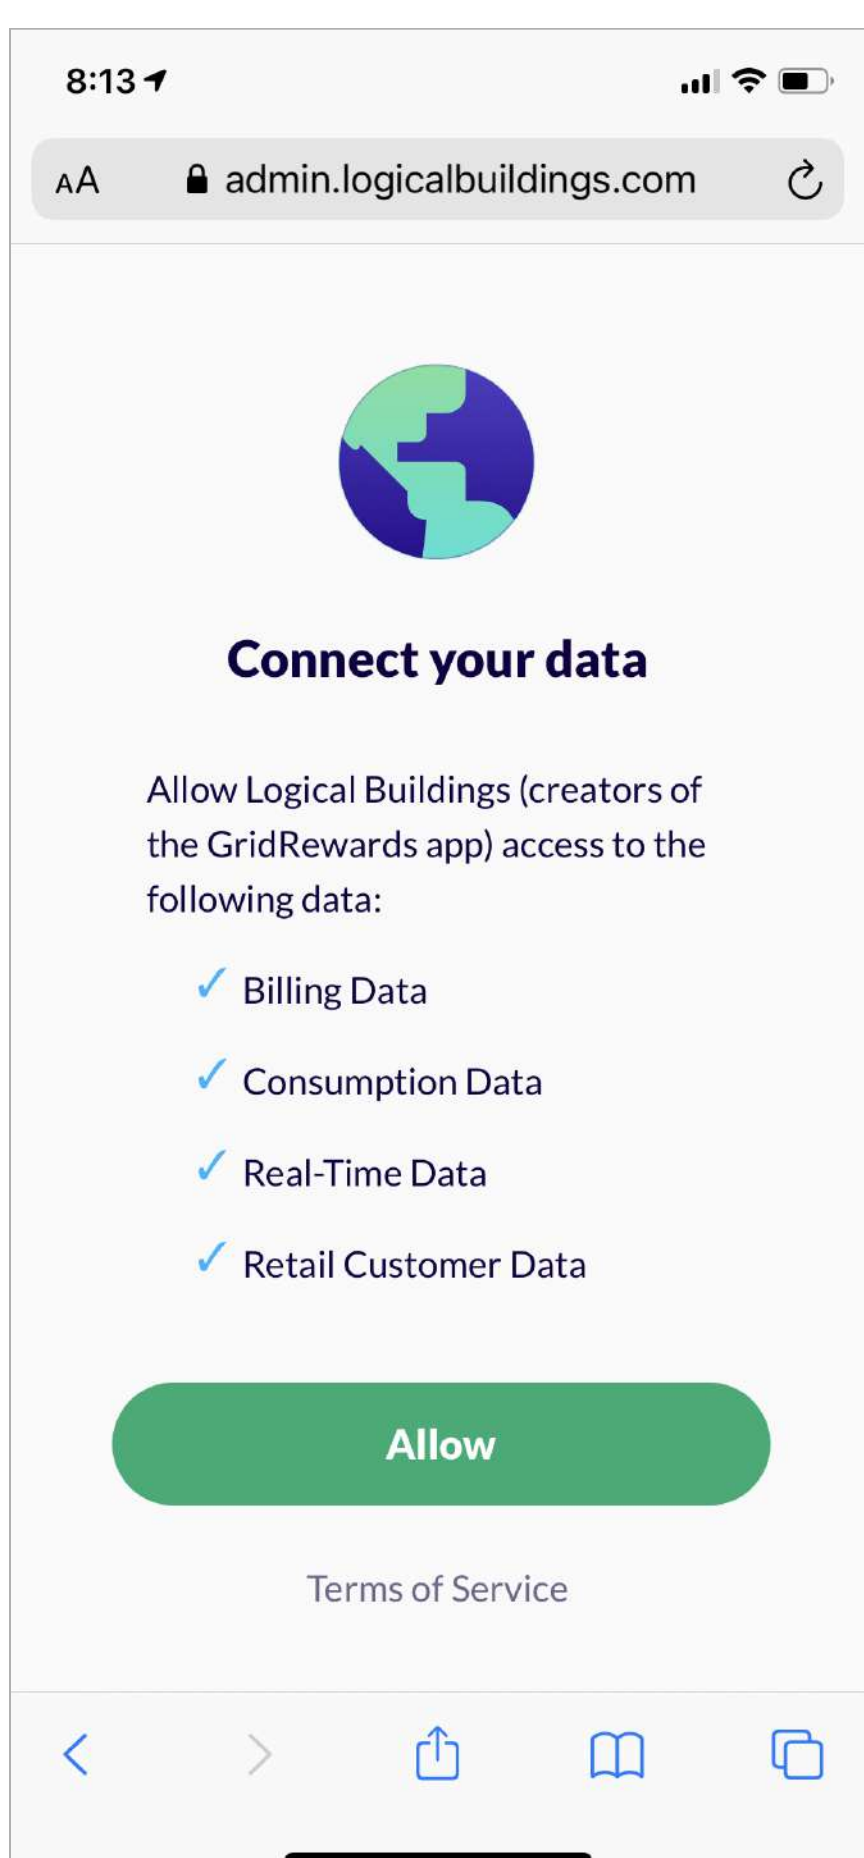 8:13
AA admin.logicalbuildings.com
Connect your data
Allow Logical Buildings (creators of
the GridRewards app) access to the
following data:
✓ Billing Data
✓ Consumption Data
✓ Real-Time Data
✓ Retail Customer Data
Allow
Terms of Service